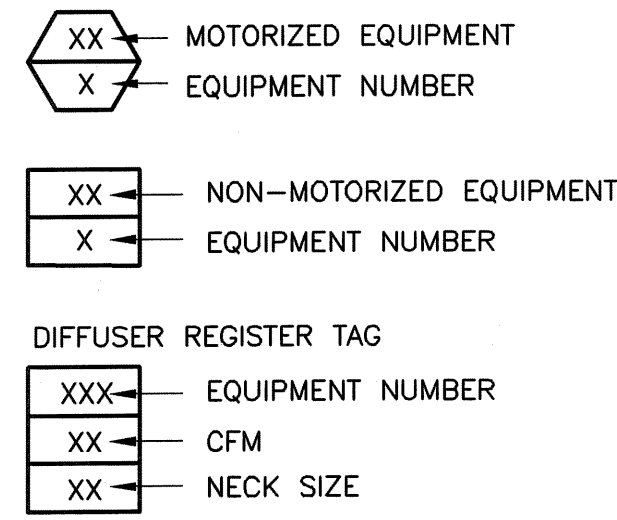 XX MOTORIZED EQUIPMENT
X EQUIPMENT NUMBER
XX NON-MOTORIZED EQUIPMENT
X EQUIPMENT NUMBER
DIFFUSER REGISTER TAG
XXX EQUIPMENT NUMBER
XX CFM
XX NECK SIZE